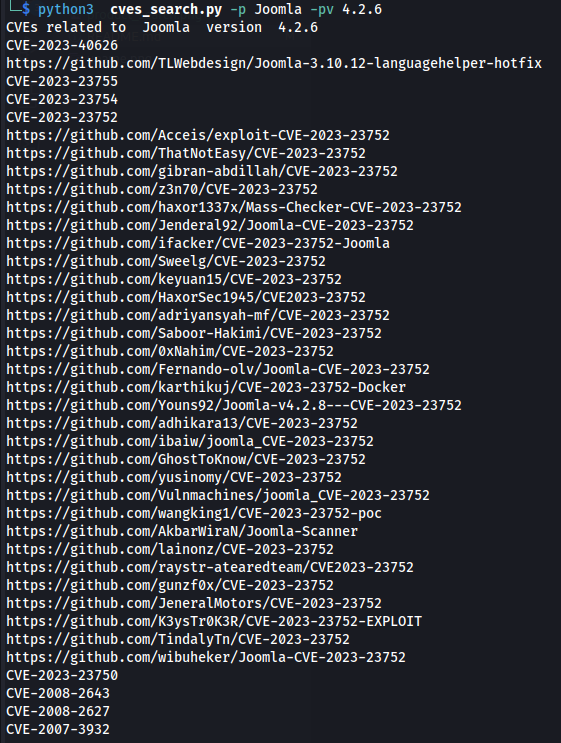 └─$ python3 cves_search.py -p Joomla -pv 4.2.6
CVEs related to  Joomla  version  4.2.6
CVE-2023-40626
https://github.com/TLWebdesign/Joomla-3.10.12-languagehelper-hotfix
CVE-2023-23755
CVE-2023-23754
CVE-2023-23752
https://github.com/Acceis/exploit-CVE-2023-23752
https://github.com/ThatNotEasy/CVE-2023-23752
https://github.com/gibran-abdillah/CVE-2023-23752
https://github.com/z3n70/CVE-2023-23752
https://github.com/haxor1337x/Mass-Checker-CVE-2023-23752
https://github.com/Jenderal92/Joomla-CVE-2023-23752
https://github.com/ifacker/CVE-2023-23752-Joomla
https://github.com/Sweelg/CVE-2023-23752
https://github.com/keyuan15/CVE-2023-23752
https://github.com/HaxorSec1945/CVE2023-23752
https://github.com/adriyansyah-mf/CVE-2023-23752
https://github.com/Saboor-Hakimi/CVE-2023-23752
https://github.com/0xNahim/CVE-2023-23752
https://github.com/Fernando-olv/Joomla-CVE-2023-23752
https://github.com/karthikuj/CVE-2023-23752-Docker
https://github.com/Youns92/Joomla-v4.2.8---CVE-2023-23752
https://github.com/adhikara13/CVE-2023-23752
https://github.com/ibaiw/joomla_CVE-2023-23752
https://github.com/GhostToKnow/CVE-2023-23752
https://github.com/yusinomy/CVE-2023-23752
https://github.com/Vulnmachines/joomla_CVE-2023-23752
https://github.com/wangking1/CVE-2023-23752-poc
https://github.com/AkbarWiraN/Joomla-Scanner
https://github.com/lainonz/CVE-2023-23752
https://github.com/raystr-atearedteam/CVE2023-23752
https://github.com/gunzf0x/CVE-2023-23752
https://github.com/JeneralMotors/CVE-2023-23752
https://github.com/K3ysTr0K3R/CVE-2023-23752-EXPLOIT
https://github.com/TindalyTn/CVE-2023-23752
https://github.com/wibuheker/Joomla-CVE-2023-23752
CVE-2023-23750
CVE-2008-2643
CVE-2008-2627
CVE-2007-3932